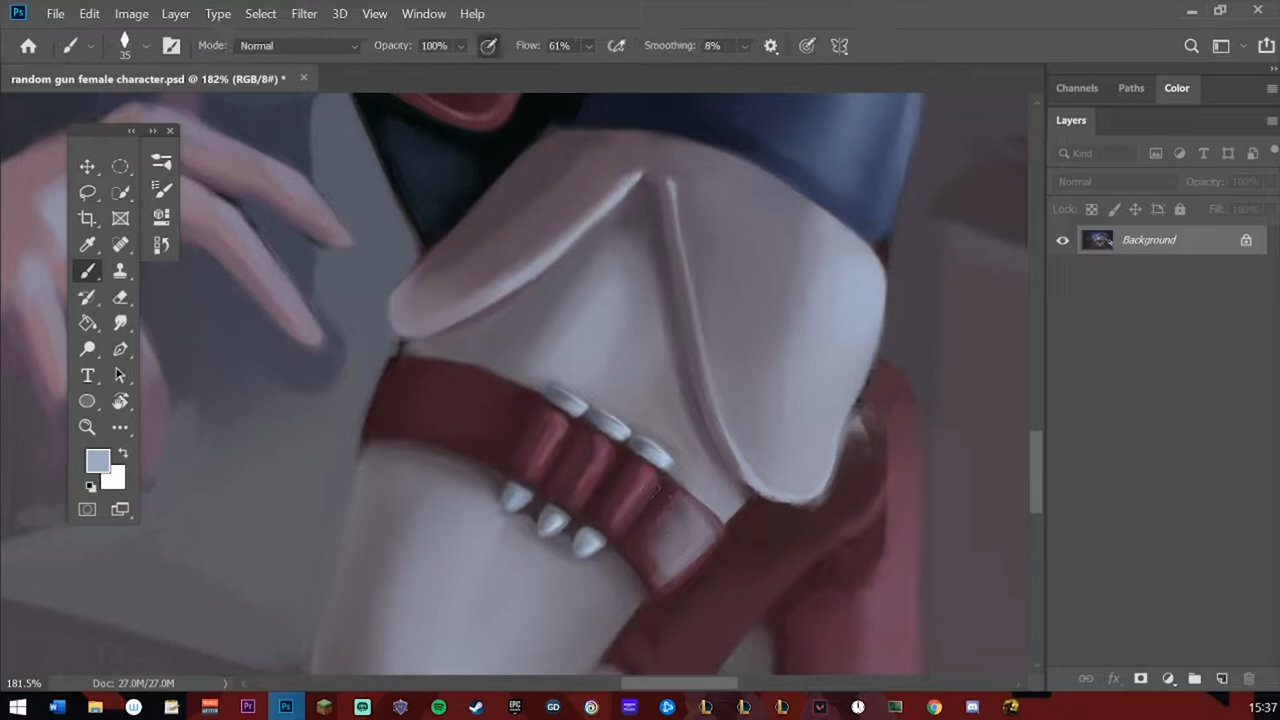 Ps File Edit Image Layer Type Select Filter 3D View Window Help
35 Mode: Normal Opacity: 100% Flow: 61% Smoothing: 8%
random gun female character.psd @ 182% (RGB/8#) *
Channels Paths Color
Layers
Kind
Normal Opacity: 100%
Lock: Fill: 100%
Background
181.5% Doc: 27.0M/27.0M
15:37